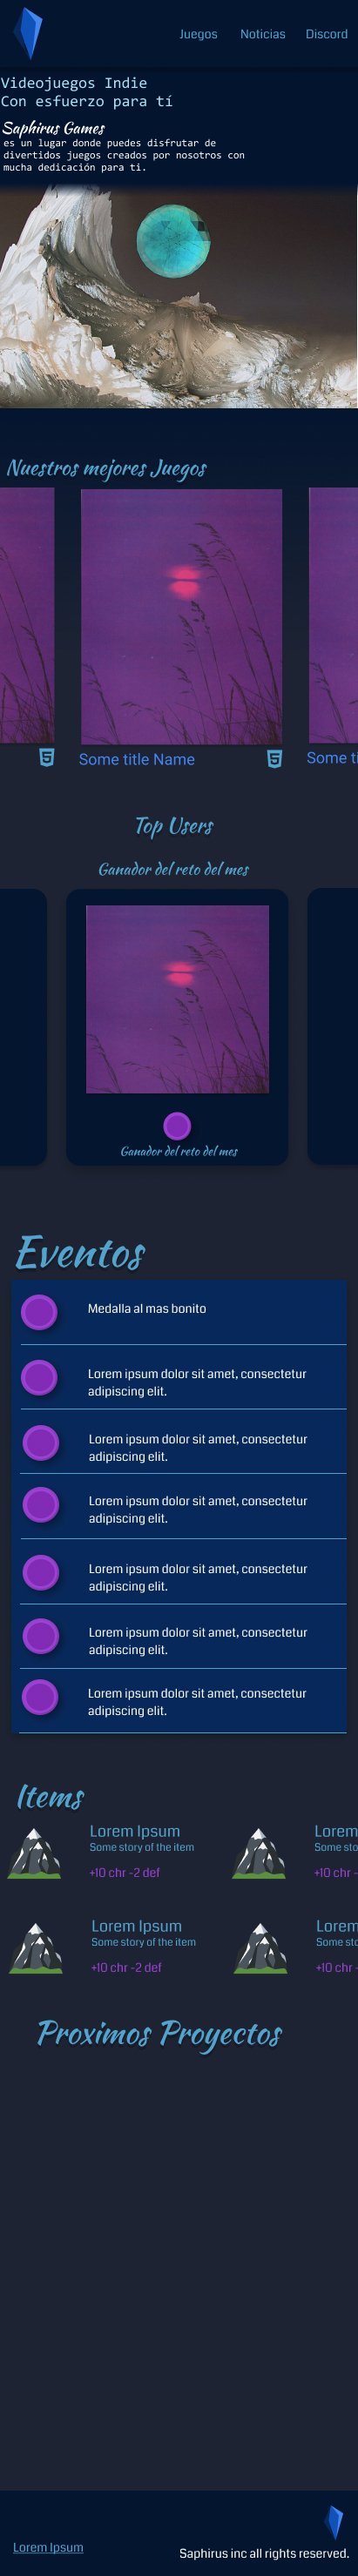 Juegos Noticias Discord
Videojuegos Indie
Con esfuerzo para tí
Saphirus Games
es un lugar donde puedes disfrutar de
divertidos juegos creados por nosotros con
mucha dedicación para ti.
Nuestros mejores Juegos
Some title Name
Some ti
Top Users
Ganador del reto del mes
Ganador del reto del mes
Eventos
Medalla al mas bonito
Lorem ipsum dolor sit amet, consectetur
adipiscing elit.
Lorem ipsum dolor sit amet, consectetur
adipiscing elit.
Lorem ipsum dolor sit amet, consectetur
adipiscing elit.
Lorem ipsum dolor sit amet, consectetur
adipiscing elit.
Lorem ipsum dolor sit amet, consectetur
adipiscing elit.
Lorem ipsum dolor sit amet, consectetur
adipiscing elit.
Items
Lorem Ipsum
Some story of the item
+10 chr -2 def
Lorem
Some sto
+10 chr -
Lorem Ipsum
Some story of the item
+10 chr -2 def
Lorem
Some sto
+10 chr -
Proximos Proyectos
Lorem Ipsum
Saphirus inc all rights reserved.